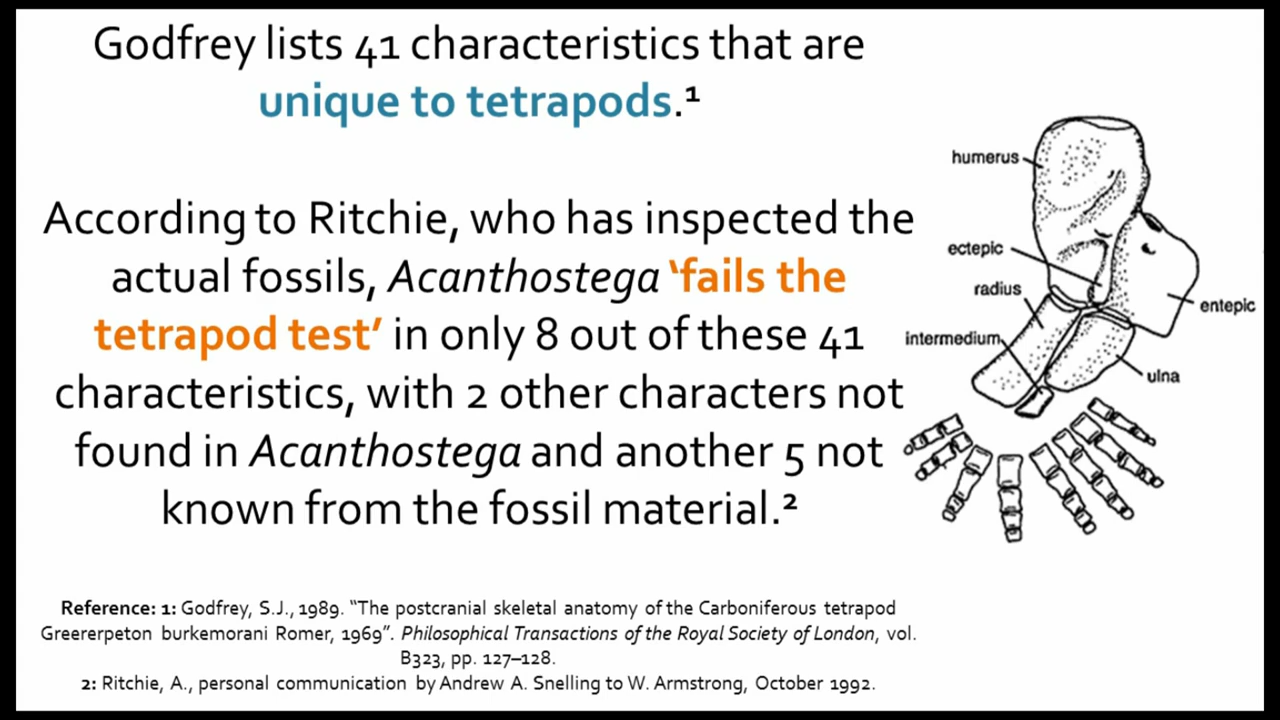 Godfrey lists 41 characteristics that are
unique to tetrapods.¹
According to Ritchie, who has inspected the
actual fossils, Acanthostega ‘fails the
tetrapod test’ in only 8 out of these 41
characteristics, with 2 other characters not
found in Acanthostega and another 5 not
known from the fossil material.²
humerus
ectepic
radius
entepic
intermedium
ulna
Reference: 1: Godfrey, S.J., 1989. “The postcranial skeletal anatomy of the Carboniferous tetrapod
Greererpeton burkemorani Romer, 1969”. Philosophical Transactions of the Royal Society of London, vol.
B323, pp. 127–128.
2: Ritchie, A., personal communication by Andrew A. Snelling to W. Armstrong, October 1992.